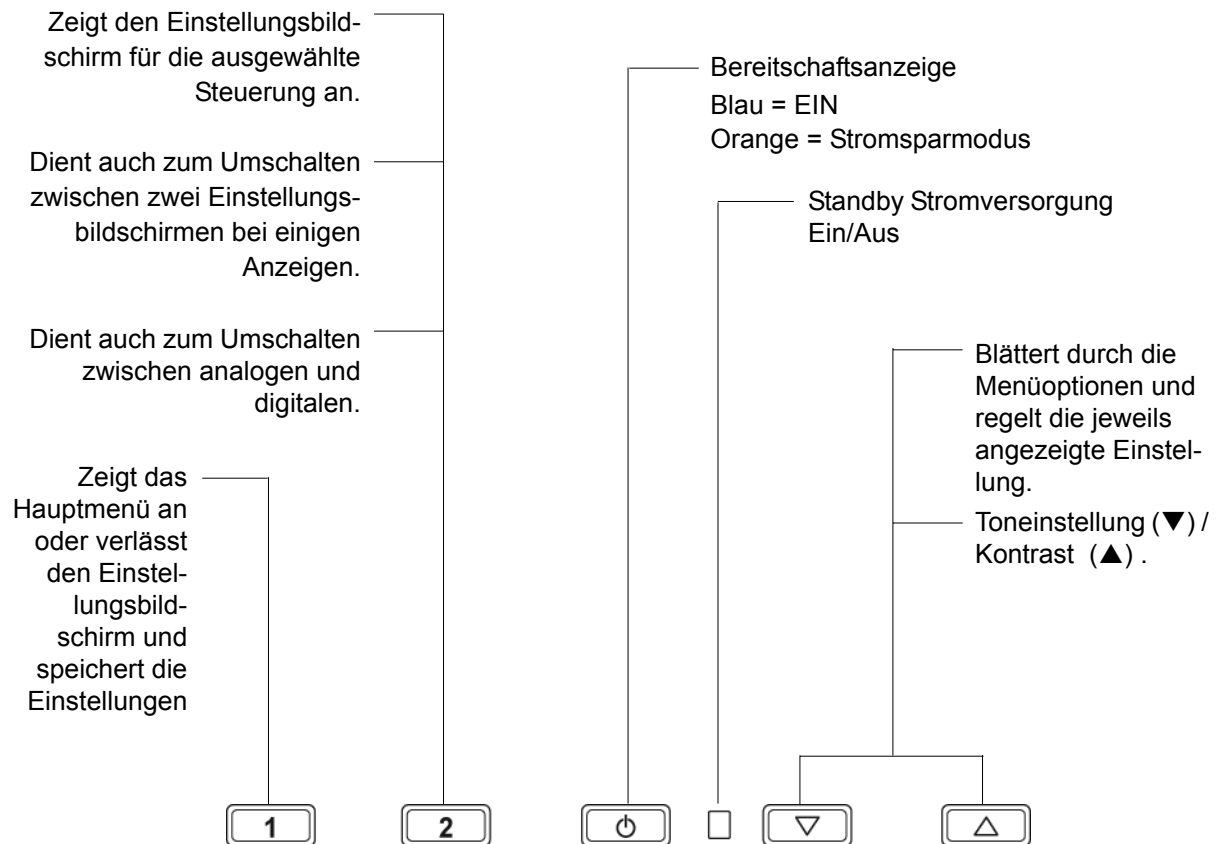 Zeigt den Einstellungsbild-
schirm für die ausgewählte
Steuerung an.
Dient auch zum Umschalten
zwischen zwei Einstellungs-
bildschirmen bei einigen
Anzeigen.
Dient auch zum Umschalten
zwischen analogen und
digitalen.
Zeigt das
Hauptmenü an
oder verlässt
den Einstel-
lungsbild-
schirm und
speichert die
Einstellungen
Bereitschaftsanzeige
Blau = EIN
Orange = Stromsparmodus
Standby Stromversorgung
Ein/Aus
Blättert durch die
Menüoptionen und
regelt die jeweils
angezeigte Einstel-
lung.
Toneinstellung (▼) /
Kontrast (▲) .
1
2